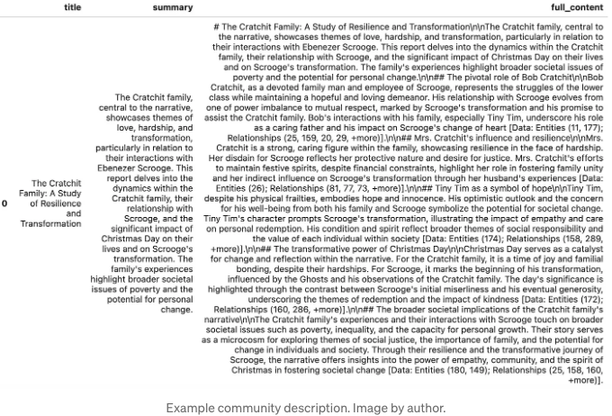 title summary full_content
0
The Cratchit
Family: A Study
of Resilience
and
Transformation
The Cratchit family,
central to the narrative,
showcases themes of
love, hardship, and
transformation,
particularly in relation to
their interactions with
Ebenezer Scrooge. This
report delves into the
dynamics within the
Cratchit family, their
relationship with
Scrooge, and the
significant impact of
Christmas Day on their
lives and on Scrooge's
transformation. The
family's experiences
highlight broader societal
issues of poverty and the
potential for personal
change.
# The Cratchit Family: A Study of Resilience and Transformation\n\nThe Cratchit family, central to
the narrative, showcases themes of love, hardship, and transformation, particularly in relation to
their interactions with Ebenezer Scrooge. This report delves into the dynamics within the Cratchit
family, their relationship with Scrooge, and the significant impact of Christmas Day on their lives
and on Scrooge's transformation. The family's experiences highlight broader societal issues of
poverty and the potential for personal change.\n\n## The pivotal role of Bob Cratchit\n\nBob
Cratchit, as a devoted family man and employee of Scrooge, represents the struggles of the lower
class while maintaining a hopeful and loving demeanor. His relationship with Scrooge evolves from
one of power imbalance to mutual respect, marked by Scrooge's transformation and his promise to
assist the Cratchit family. Bob's interactions with his family, especially Tiny Tim, underscore his role
as a caring father and his impact on Scrooge's change of heart [Data: Entities (11, 177);
Relationships (25, 159, 20, 29, +more)].\n\n## Mrs. Cratchit's influence and resilience\n\nMrs.
Cratchit is a strong, caring figure within the family, showcasing resilience in the face of hardship.
Her disdain for Scrooge reflects her protective nature and desire for justice. Mrs. Cratchit's efforts
to maintain festive spirits, despite financial constraints, highlight her role in fostering family unity
and her indirect influence on Scrooge's transformation through her husband's experiences [Data:
Entities (26); Relationships (81, 77, 73, +more)].\n\n## Tiny Tim as a symbol of hope\n\nTiny Tim,
despite his physical frailties, embodies hope and innocence. His optimistic outlook and the concern
for his well-being from both his family and Scrooge symbolize the potential for societal change.
Tiny Tim's character prompts Scrooge's transformation, illustrating the impact of empathy and care
on personal redemption. His condition and spirit reflect broader themes of social responsibility and
the value of each individual within society [Data: Entities (174); Relationships (158, 289,
+more)].\n\n## The transformative power of Christmas Day\n\nChristmas Day serves as a catalyst
for change and reflection within the narrative. For the Cratchit family, it is a time of joy and familial
bonding, despite their hardships. For Scrooge, it marks the beginning of his transformation,
influenced by the Ghosts and his observations of the Cratchit family. The day's significance is
highlighted through the contrast between Scrooge's initial miserliness and his eventual generosity,
underscoring the themes of redemption and the impact of kindness [Data: Entities (172);
Relationships (160, 286, +more)].\n\n## The broader societal implications of the Cratchit family's
narrative\n\nThe Cratchit family's experiences and their interactions with Scrooge touch on broader
societal issues such as poverty, inequality, and the capacity for personal growth. Their story serves
as a microcosm for exploring themes of social justice, the importance of family, and the potential for
change in individuals and society. Through their resilience and the transformative journey of
Scrooge, the narrative offers insights into the power of empathy, community, and the spirit of
Christmas in fostering societal change [Data: Entities (180, 149); Relationships (25, 158, 160,
+more)].
Example community description. Image by author.